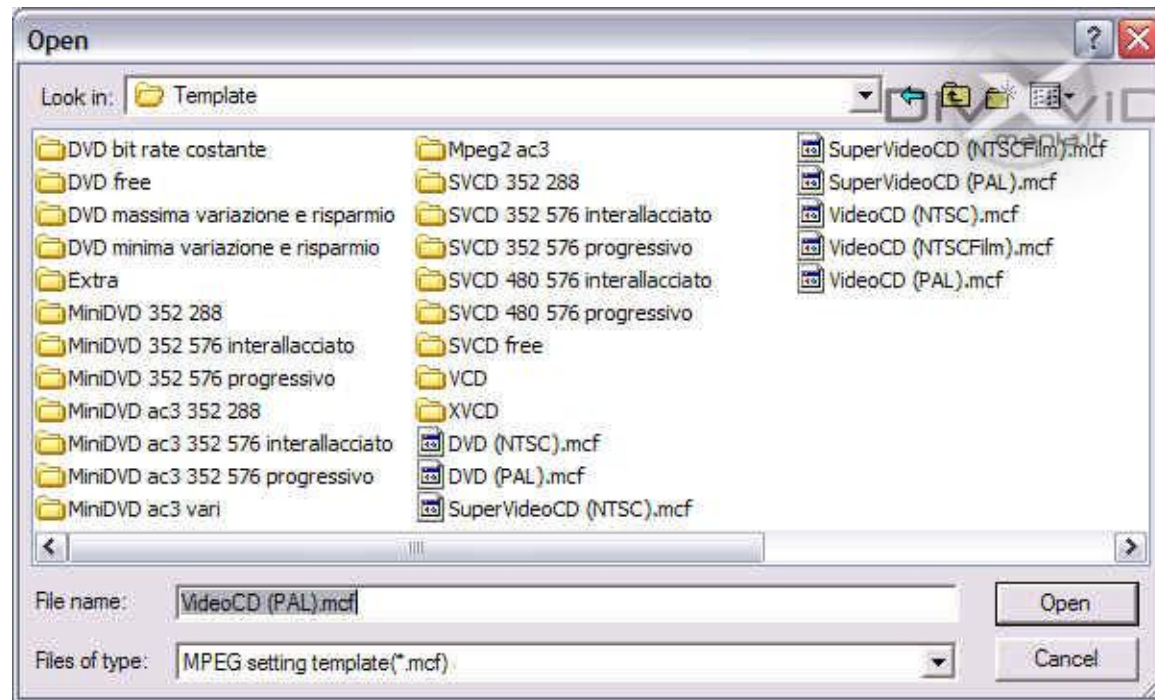 Open
Look in: Template
DVD bit rate costante
DVD free
DVD massima variazione e risparmio
DVD minima variazione e risparmio
Extra
MiniDVD 352 288
MiniDVD 352 576 interallacciato
MiniDVD 352 576 progressivo
MiniDVD ac3 352 288
MiniDVD ac3 352 576 interallacciato
MiniDVD ac3 352 576 progressivo
MiniDVD ac3 vari
Mpeg2 ac3
SVCD 352 288
SVCD 352 576 interallacciato
SVCD 352 576 progressivo
SVCD 480 576 interallacciato
SVCD 480 576 progressivo
SVCD free
VCD
XVCD
DVD (NTSC).mcf
DVD (PAL).mcf
SuperVideoCD (NTSC).mcf
SuperVideoCD (NTSCFilm).mcf
SuperVideoCD (PAL).mcf
VideoCD (NTSC).mcf
VideoCD (NTSCFilm).mcf
VideoCD (PAL).mcf
File name: VideoCD (PAL).mcf
Open
Files of type: MPEG setting template(*.mcf)
Cancel
mania.it